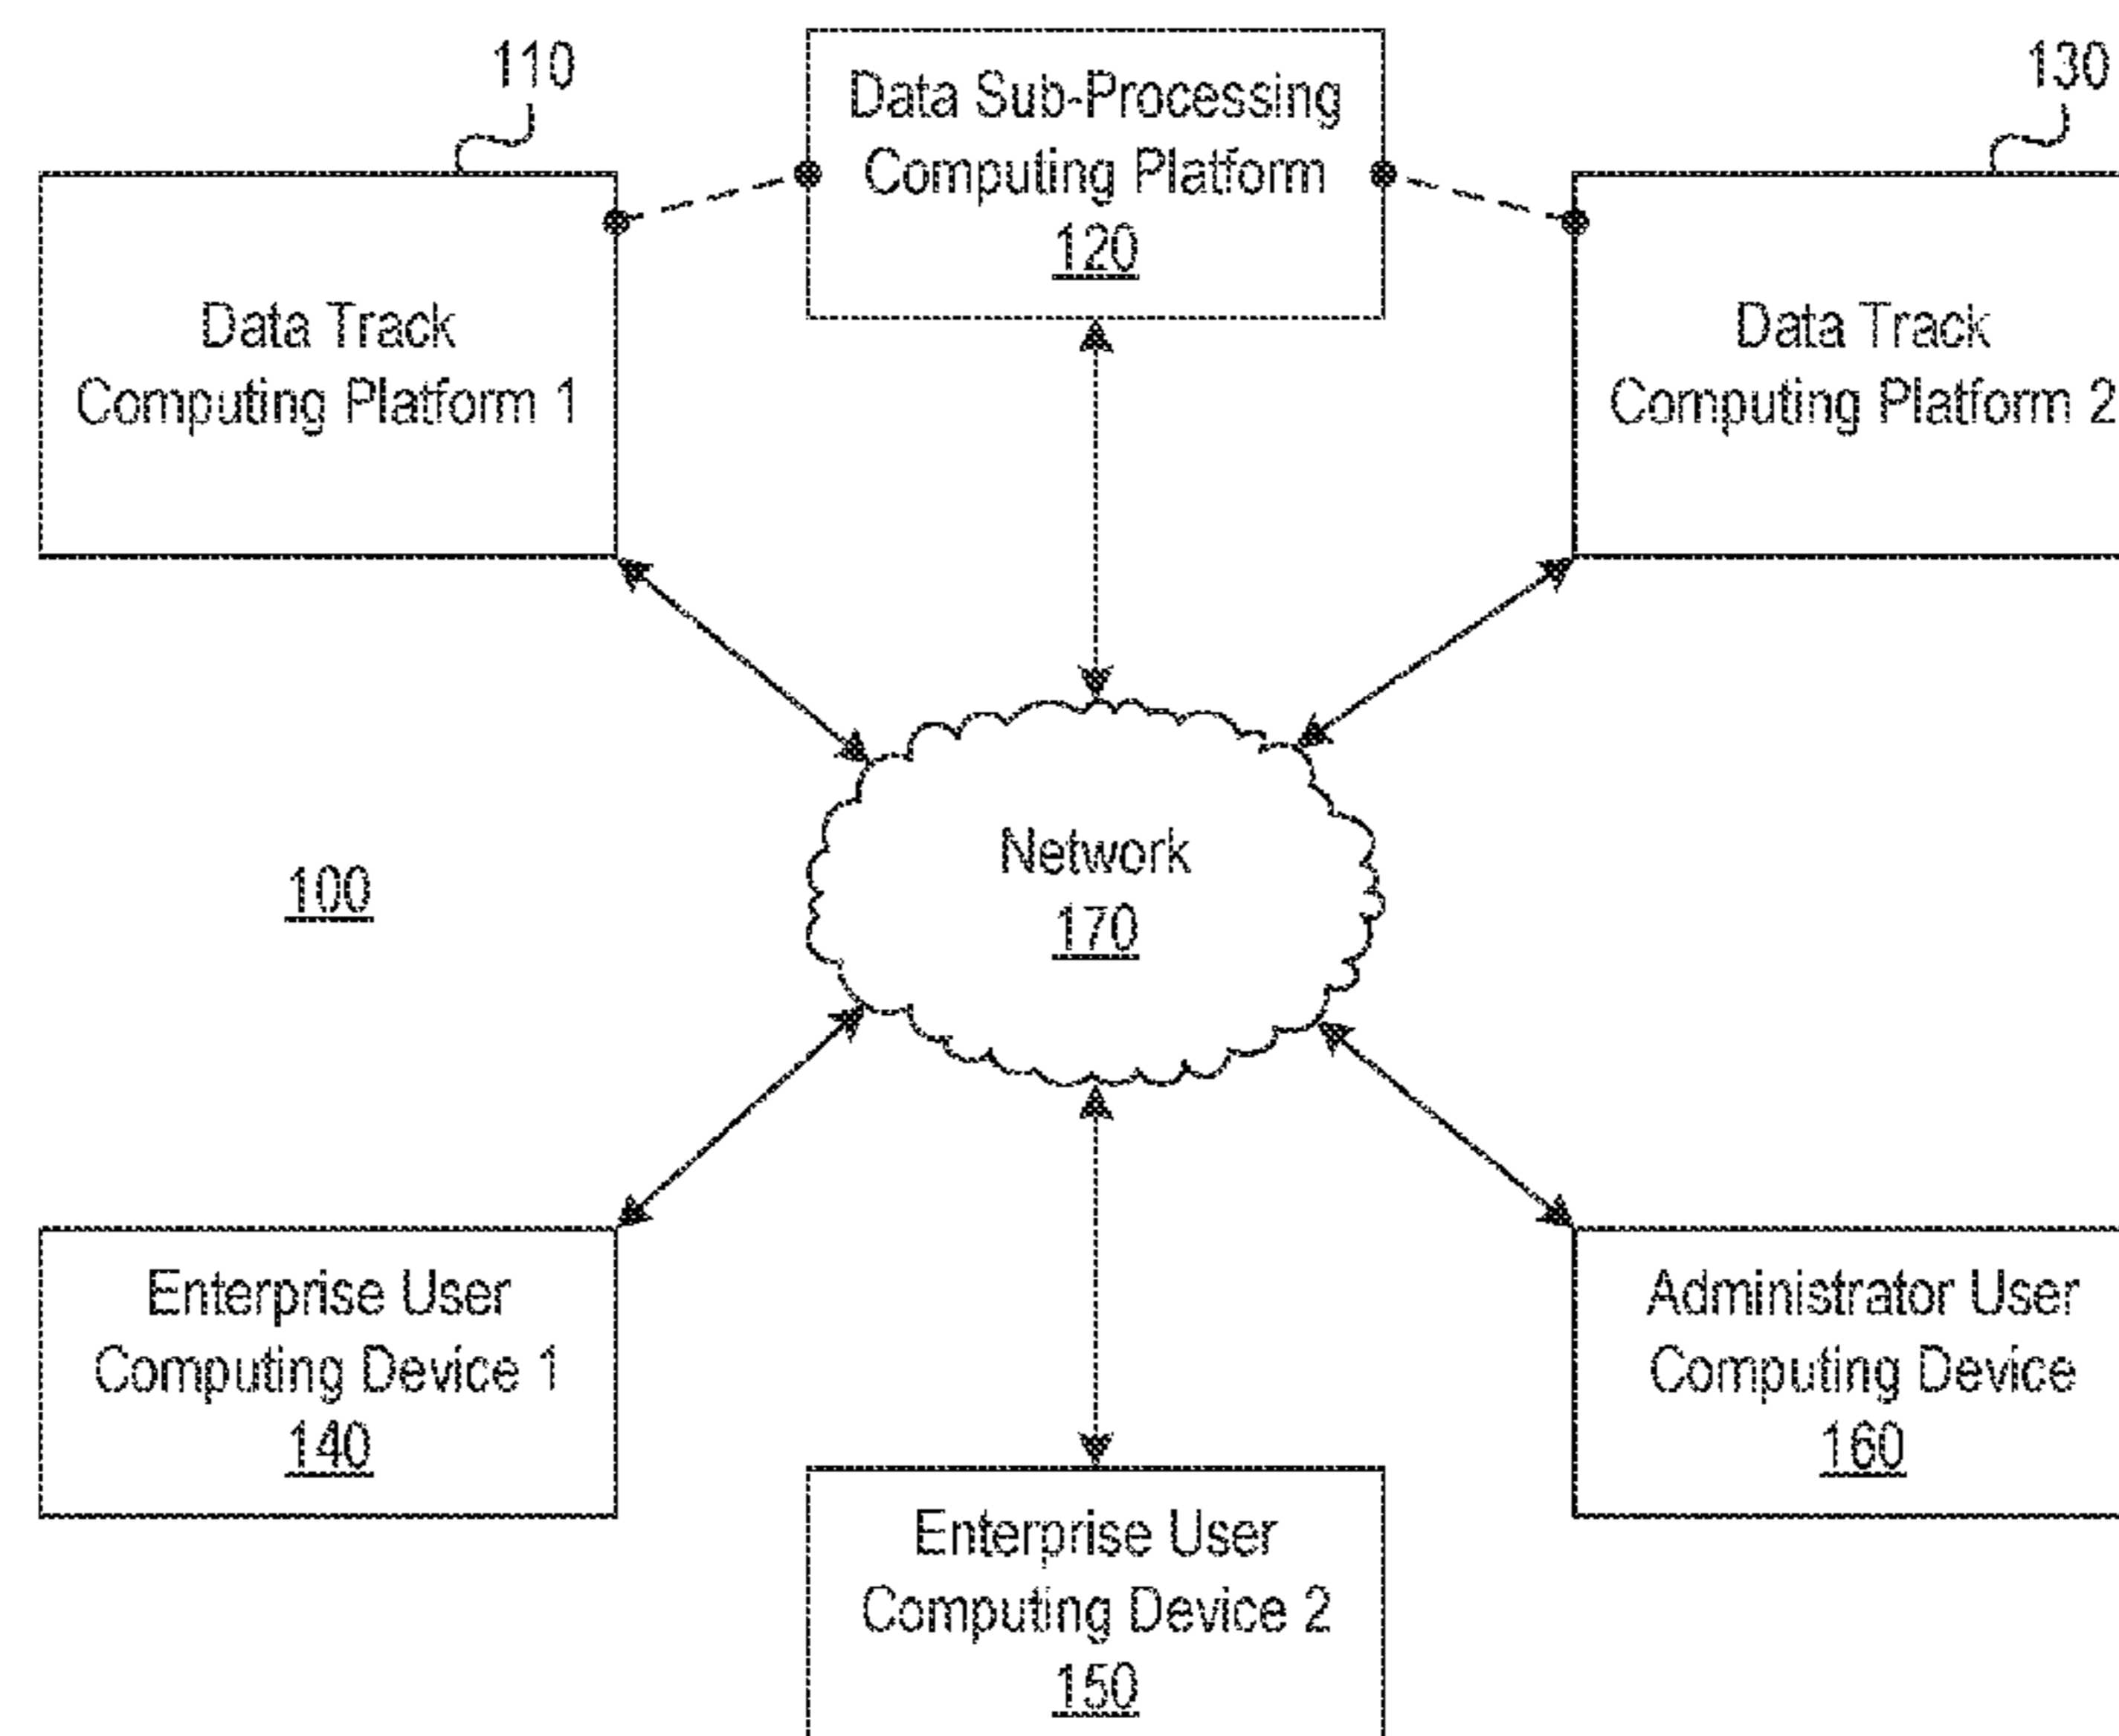 110
Data Sub-Processing
Computing Platform
120
130
Data Track
Computing Platform 1
Data Track
Computing Platform 2
100
Network
170
Enterprise User
Computing Device 1
140
Enterprise User
Computing Device 2
150
Administrator User
Computing Device
160